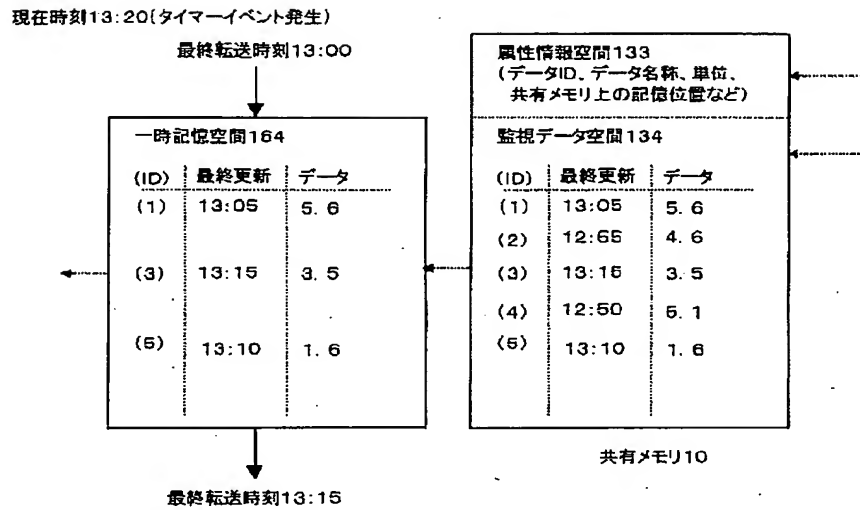 現在時刻13:20(タイマーイベント発生)
最終転送時刻13:00
一時記憶空間164
(ID) 最終更新 データ
(1) 13:05 5.6
(3) 13:15 3.5
(5) 13:10 1.6
最終転送時刻13:15
属性情報空間133
(データID、データ名称、単位、
共有メモリ上の記憶位置など)
監視データ空間134
(ID) 最終更新 データ
(1) 13:05 5.6
(2) 12:55 4.6
(3) 13:15 3.5
(4) 12:50 5.1
(5) 13:10 1.6
共有メモリ10